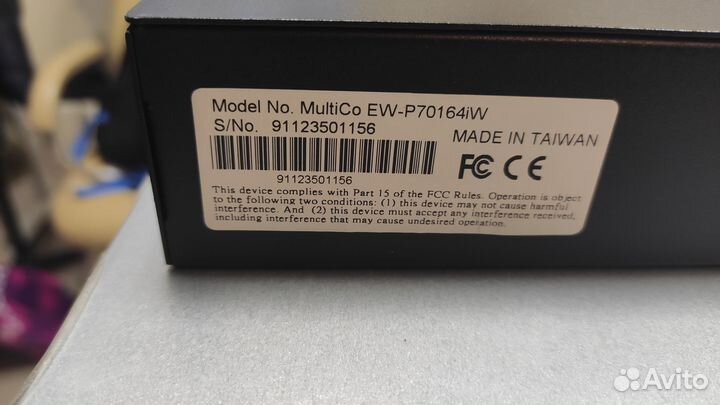 Model No. MultiCo EW-P70164iW
S/No. 91123501156
MADE IN TAIWAN
FC CE
91123501156
This device complies with Part 15 of the FCC Rules. Operation is object
to the following two conditions: (1) this device may not cause harmful
interference. And (2) this device must accept any interference received,
including interference that may cause undesired operation.
Avito